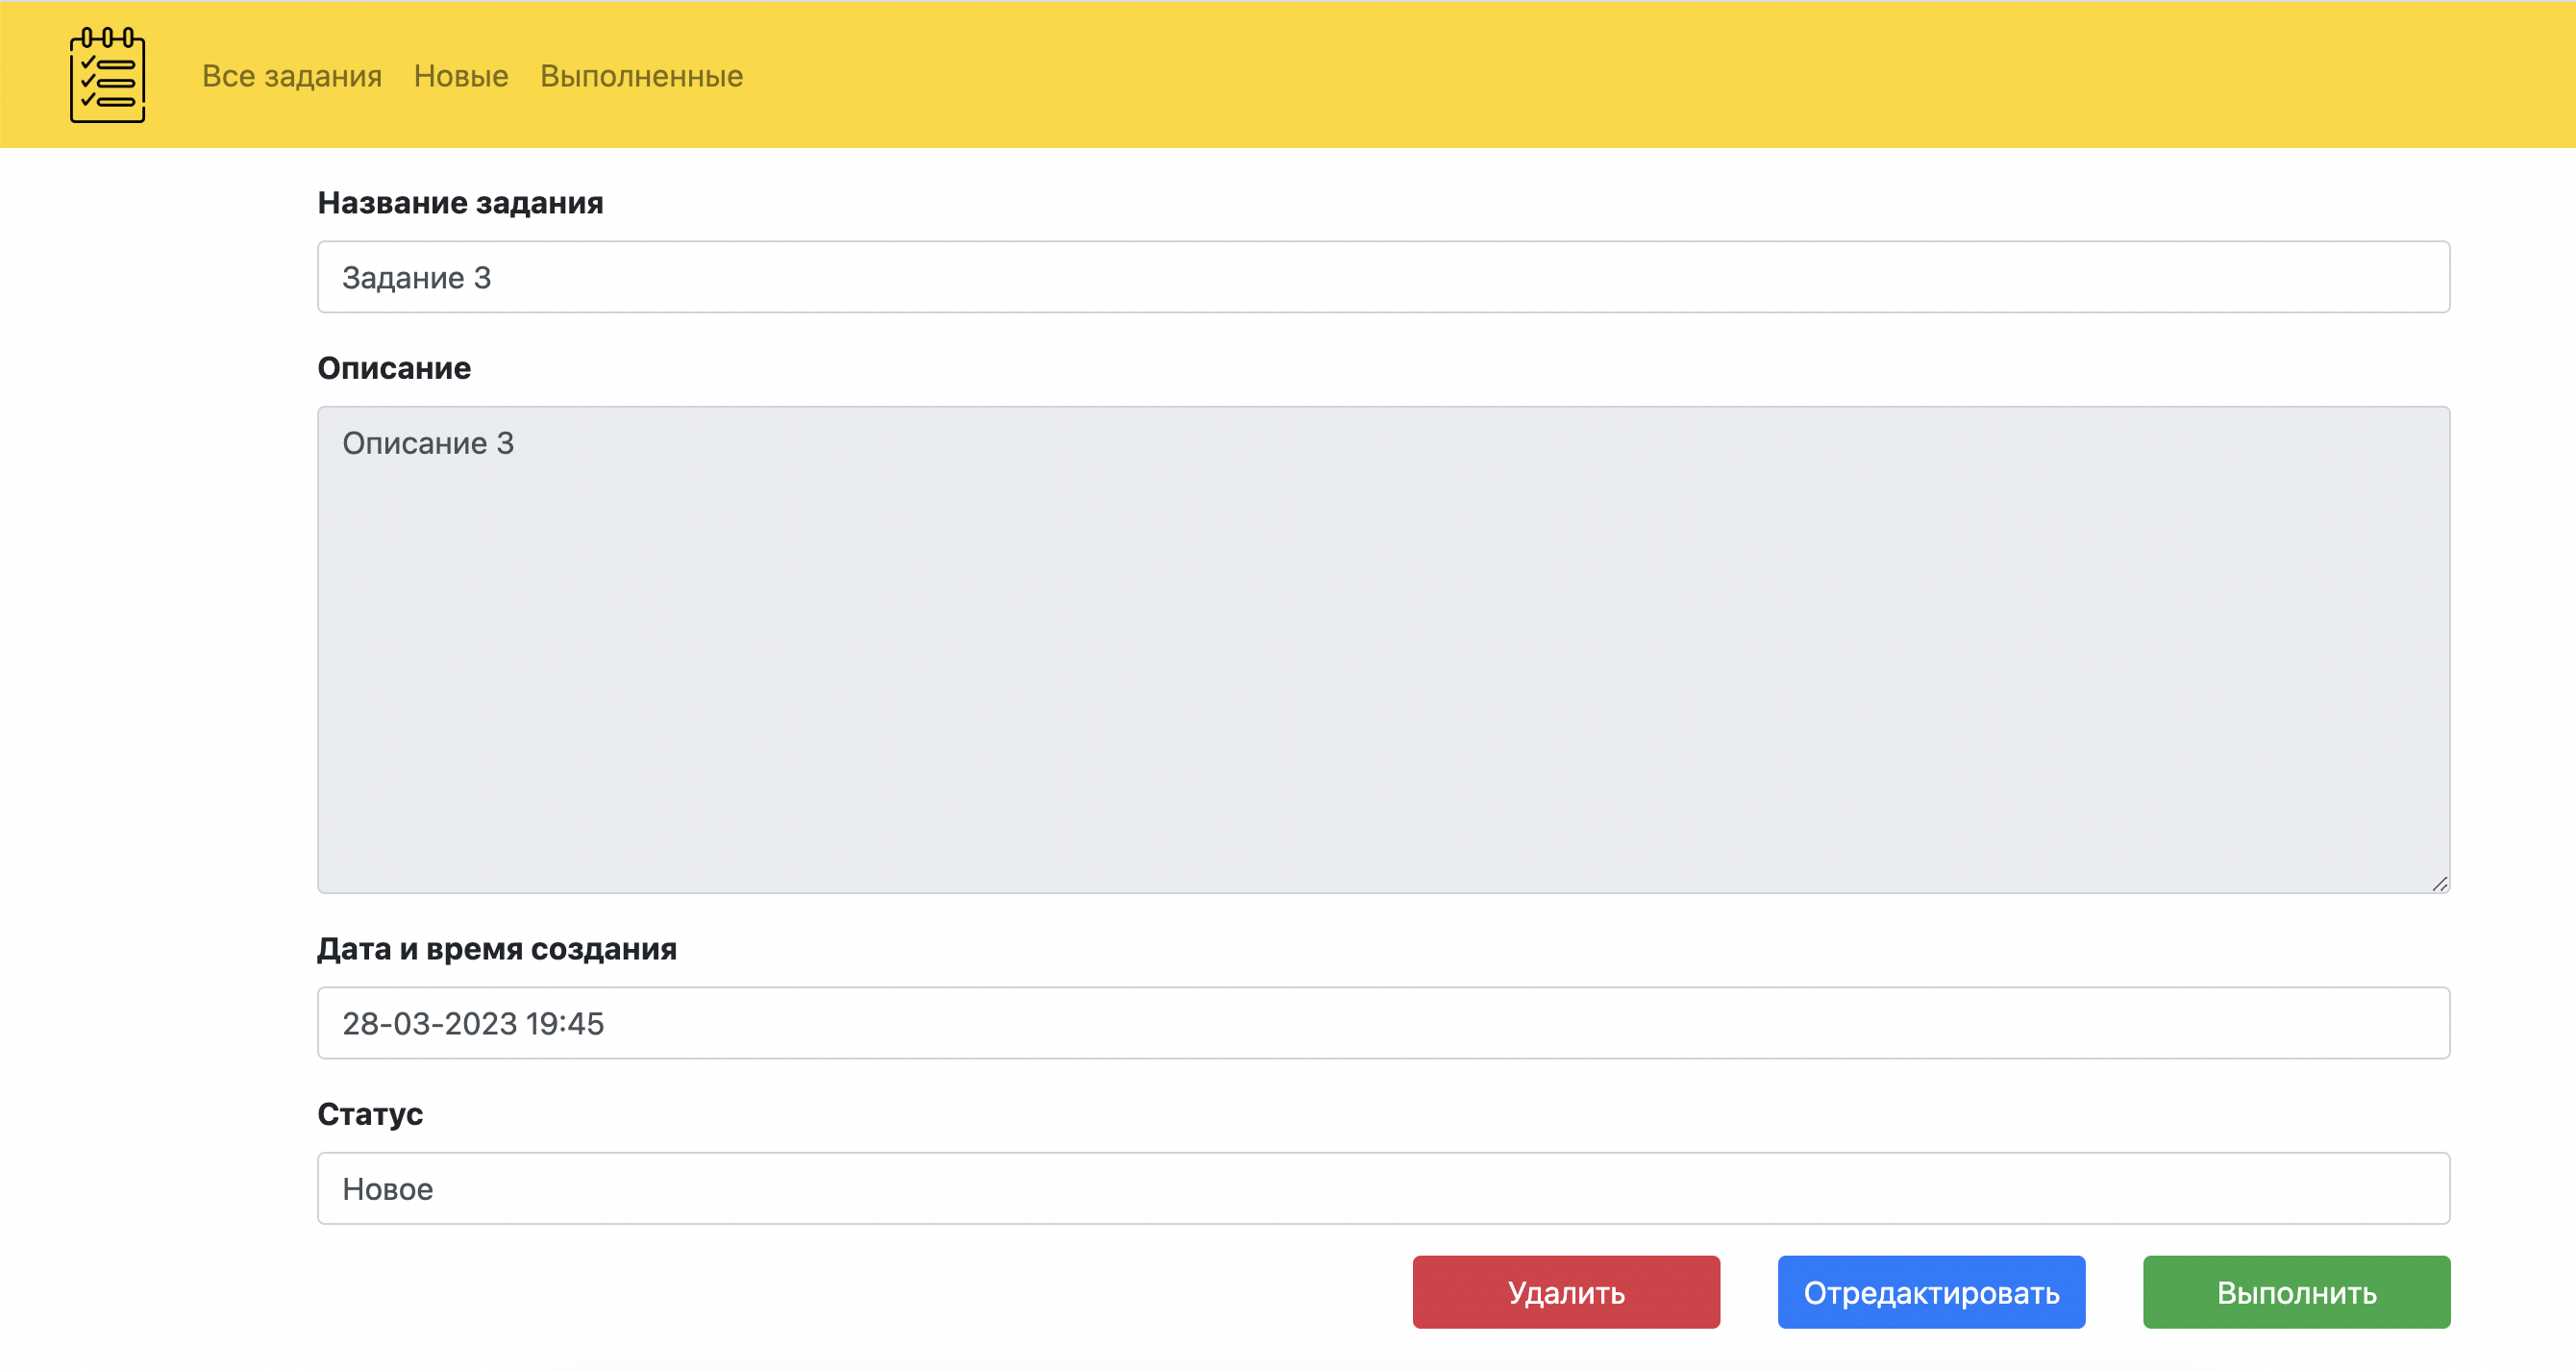 Все задания Новые Выполненные
Название задания
Задание 3
Описание
Описание 3
Дата и время создания
28-03-2023 19:45
Статус
Новое
Удалить Отредактировать Выполнить